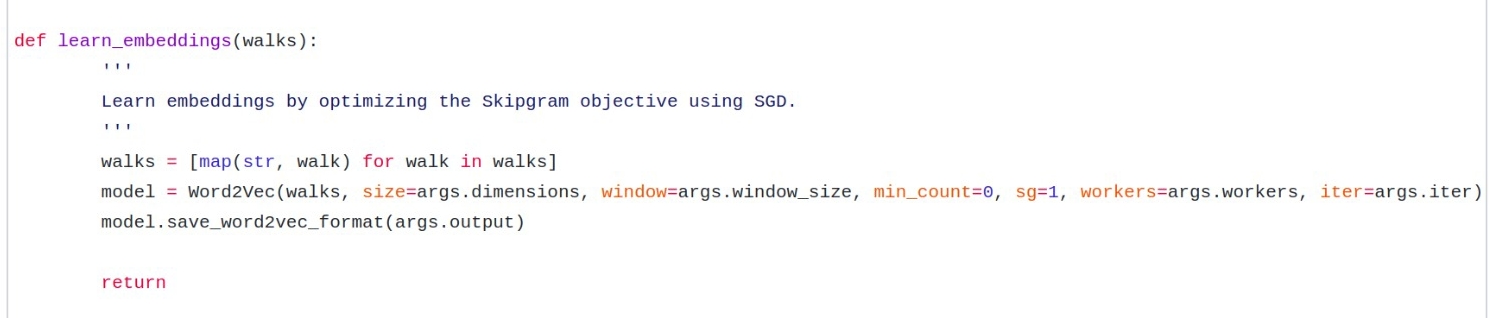 def learn_embeddings(walks):
        '''
        Learn embeddings by optimizing the Skipgram objective using SGD.
        '''
        walks = [map(str, walk) for walk in walks]
        model = Word2Vec(walks, size=args.dimensions, window=args.window_size, min_count=0, sg=1, workers=args.workers, iter=args.iter)
        model.save_word2vec_format(args.output)
        return